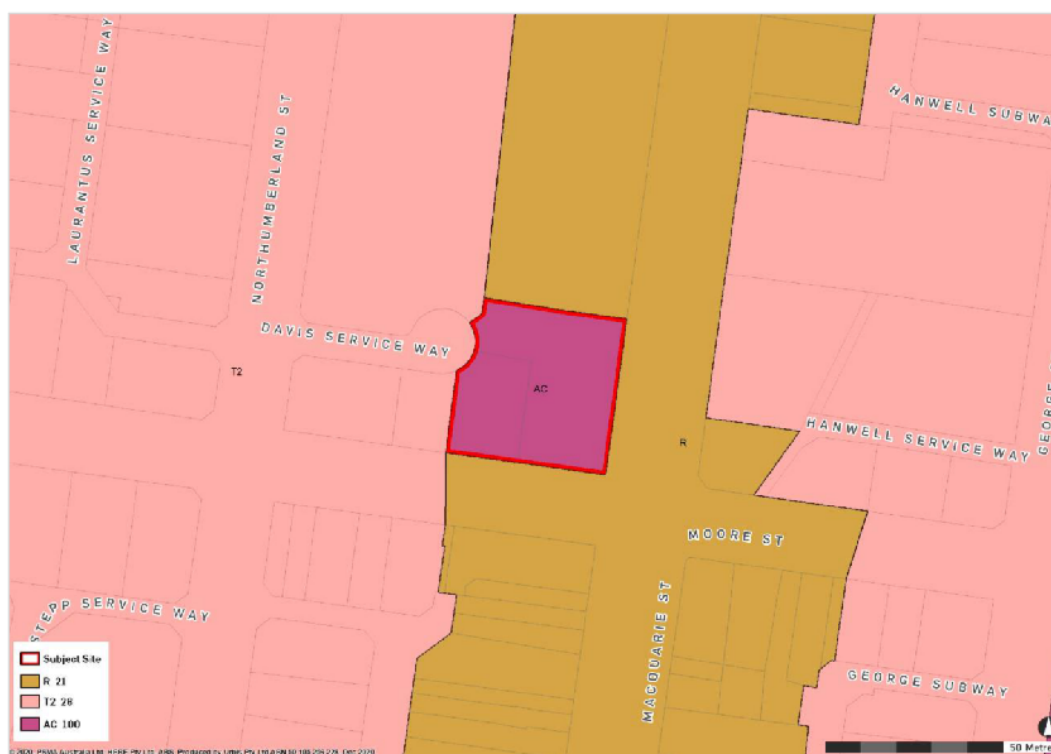 LAURANTUS SERVICE WAY
NORTHUMBERLAND ST
HANWELL SUBWA
DAVIS SERVICE WAY
T2
AC
R
HANWELL SERVICE WAY
GEORGE
MOORE ST
STEPP SERVICE WAY
MACQUARIE ST
GEORGE SUBWAY
Subject Site
R 21
T2 28
AC 100
50 Metre